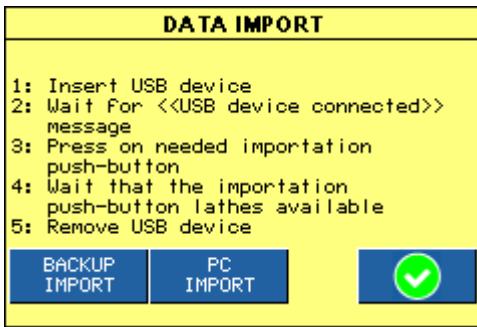 DATA IMPORT
1: Insert USB device
2: Wait for <<USB device connected>>
message
3: Press on needed importation
push-button
4: Wait that the importation
push-button lathes available
5: Remove USB device
BACKUP
IMPORT
PC
IMPORT